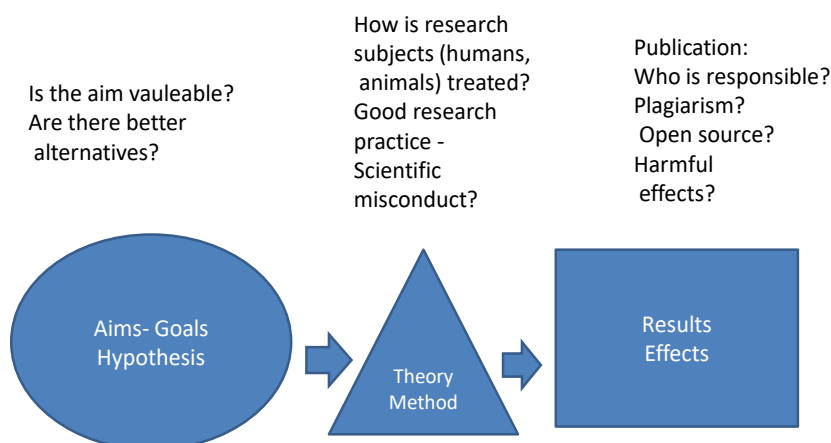 Is the aim vauleable?
Are there better
alternatives?
How is research
subjects (humans,
animals) treated?
Good research
practice -
Scientific
misconduct?
Publication:
Who is responsible?
Plagiarism?
Open source?
Harmful
effects?
Aims- Goals
Hypothesis
Theory
Method
Results
Effects